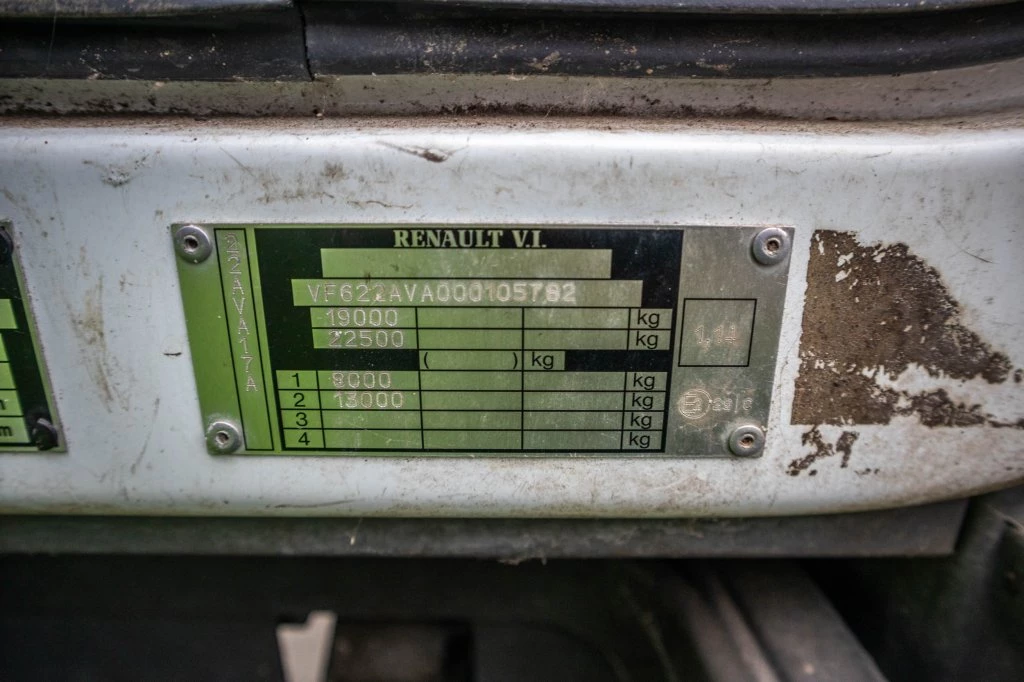 RENAULT V.I.
22AVA17A
VF622AVA000105782
19000 kg
22500 kg
( ) kg
1 8000 kg
2 13000 kg
3 kg
4 kg
1,14
m